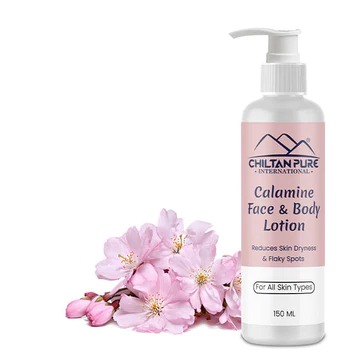 CHILTAN PURE
• INTERNATIONAL •
Calamine
Face & Body
Lotion
Reduces Skin Dryness
& Flaky Spots
For All Skin Types
150 ML